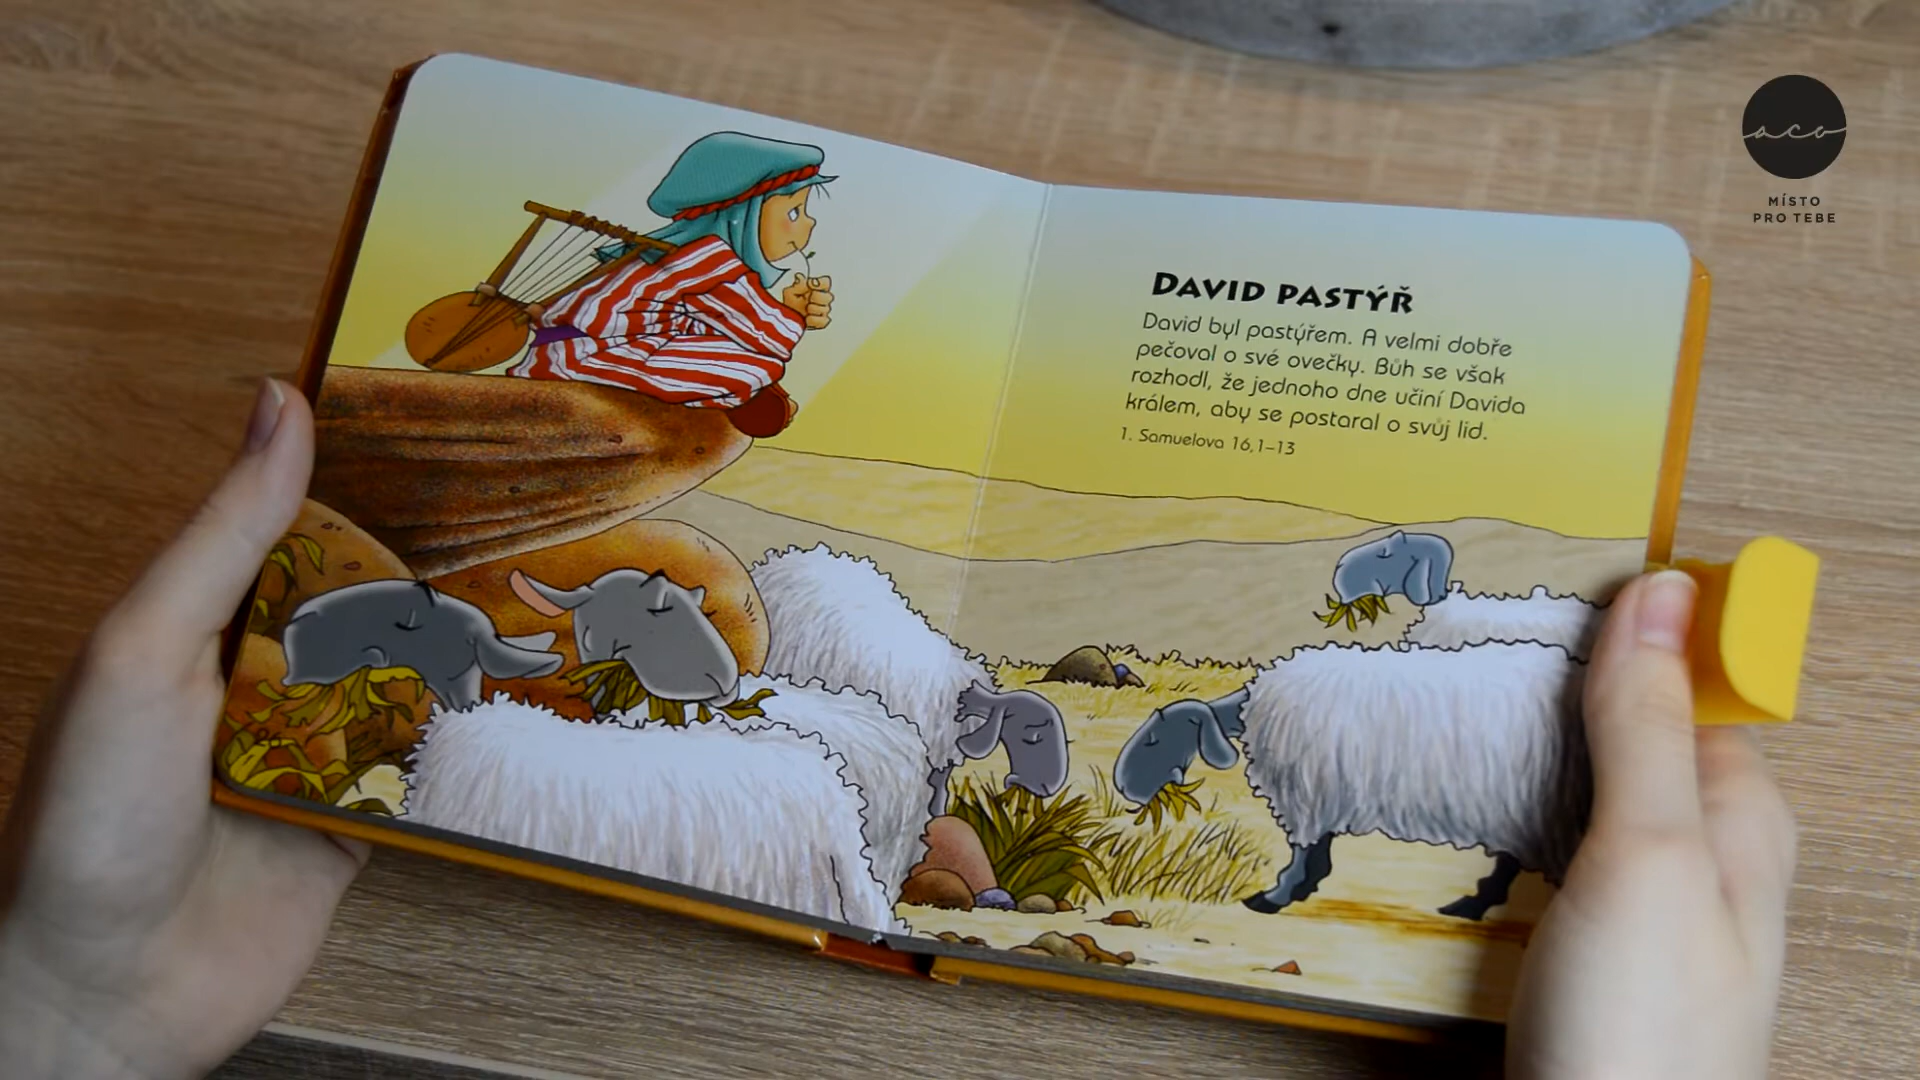 DAVID PASTÝŘ
David byl pastýřem. A velmi dobře
pečoval o své ovečky. Bůh se však
rozhodl, že jednoho dne učiní Davida
králem, aby se postaral o svůj lid.
1. Samuelova 16,1–13
aco
MÍSTO
PRO TEBE